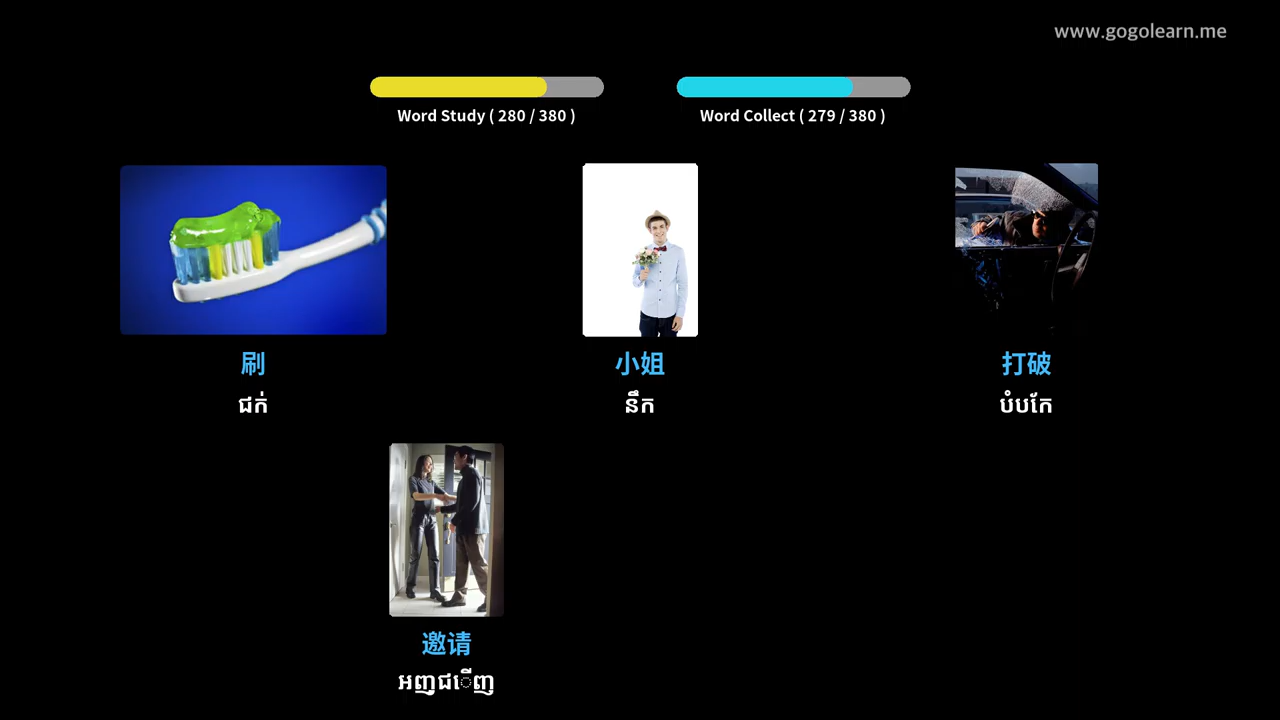 www.gogolearn.me
Word Study ( 280 / 380 )
Word Collect ( 279 / 380 )
刷
ជក់
小姐
នឹក
打破
បំបកែ
邀请
អញ្ជេីញ